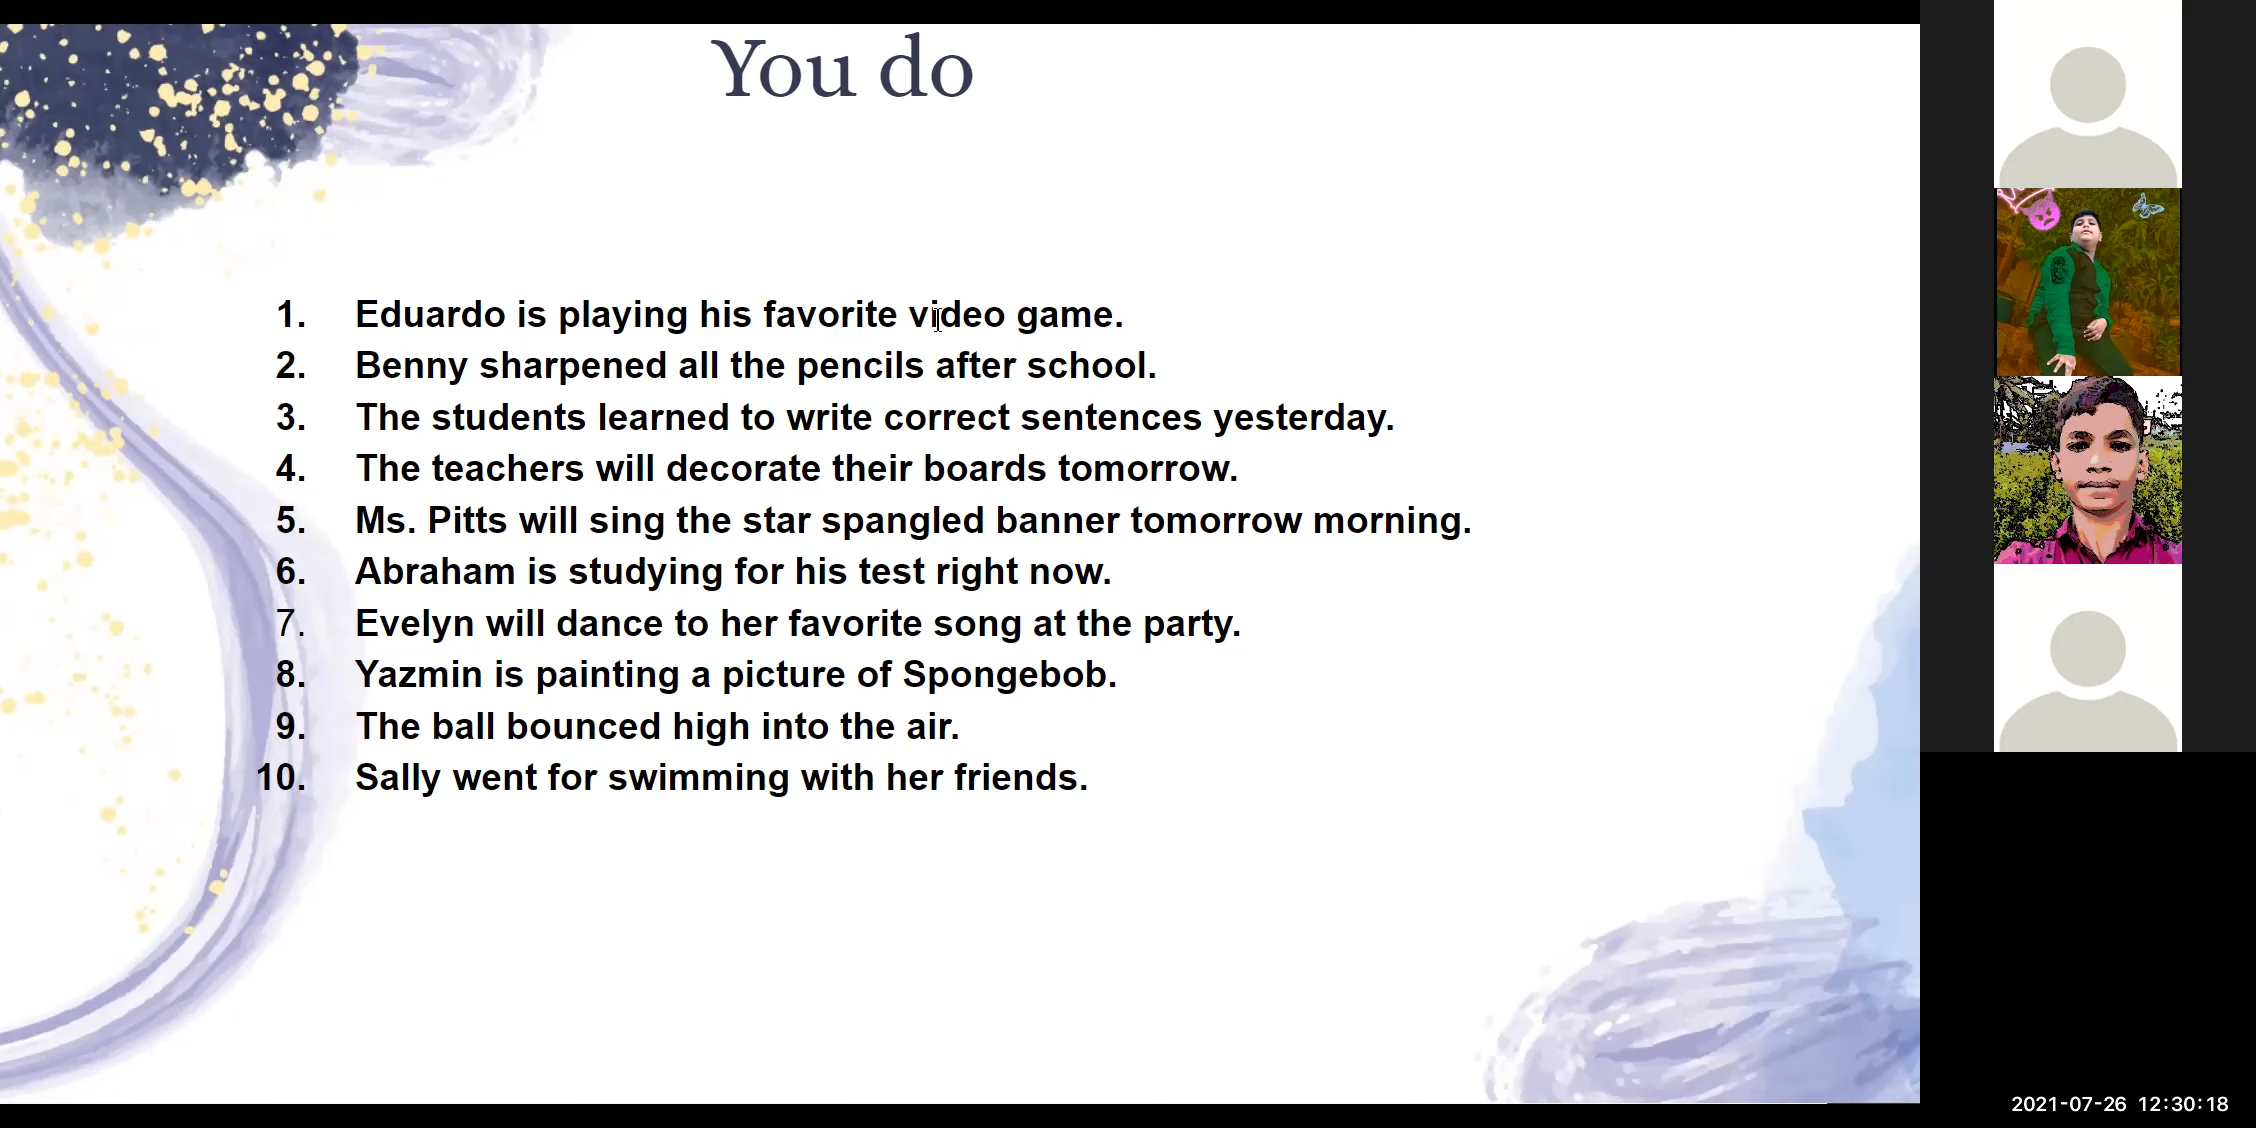 You do
1. Eduardo is playing his favorite video game.
2. Benny sharpened all the pencils after school.
3. The students learned to write correct sentences yesterday.
4. The teachers will decorate their boards tomorrow.
5. Ms. Pitts will sing the star spangled banner tomorrow morning.
6. Abraham is studying for his test right now.
7. Evelyn will dance to her favorite song at the party.
8. Yazmin is painting a picture of Spongebob.
9. The ball bounced high into the air.
10. Sally went for swimming with her friends.
2021-07-26 12:30:18